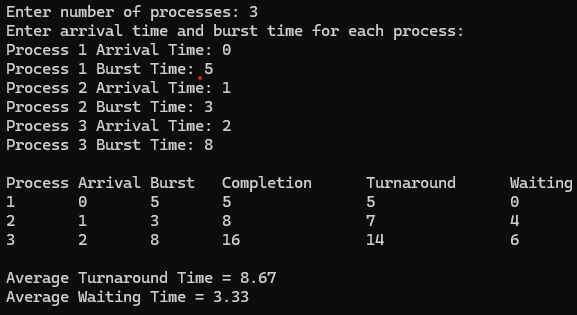 Enter number of processes: 3
Enter arrival time and burst time for each process:
Process 1 Arrival Time: 0
Process 1 Burst Time: 5
Process 2 Arrival Time: 1
Process 2 Burst Time: 3
Process 3 Arrival Time: 2
Process 3 Burst Time: 8
Process Arrival Burst Completion Turnaround Waiting
1 0 5 5 5 0
2 1 3 8 7 4
3 2 8 16 14 6
Average Turnaround Time = 8.67
Average Waiting Time = 3.33